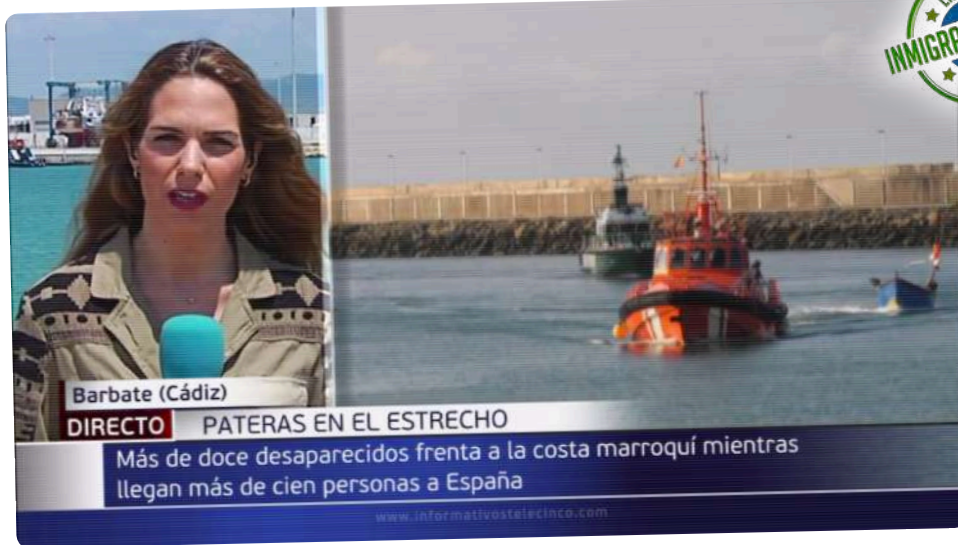 INMIGRA
Barbate (Cádiz)
DIRECTO PATERAS EN EL ESTRECHO
Más de doce desaparecidos frenta a la costa marroquí mientras
llegan más de cien personas a España
www.informativostelecinco.com